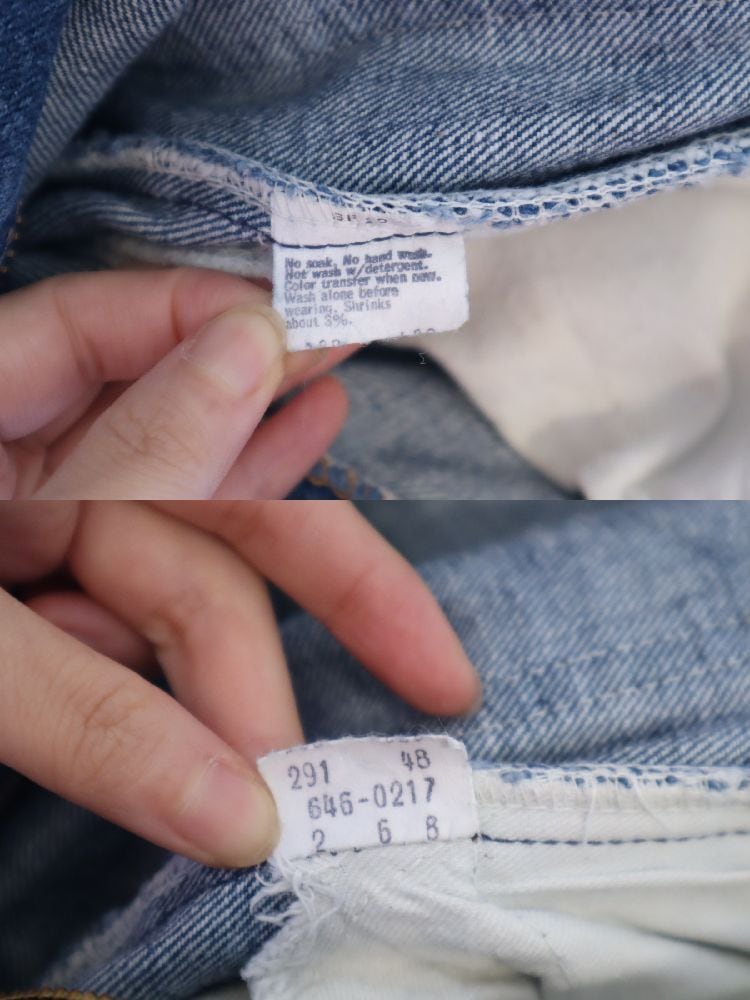 No soak. No hand wash.
Not wash w/detergent.
Color transfer when new.
Wash alone before
wearing. Shrinks
about 3%.
291 48
646-0217
2 6 8